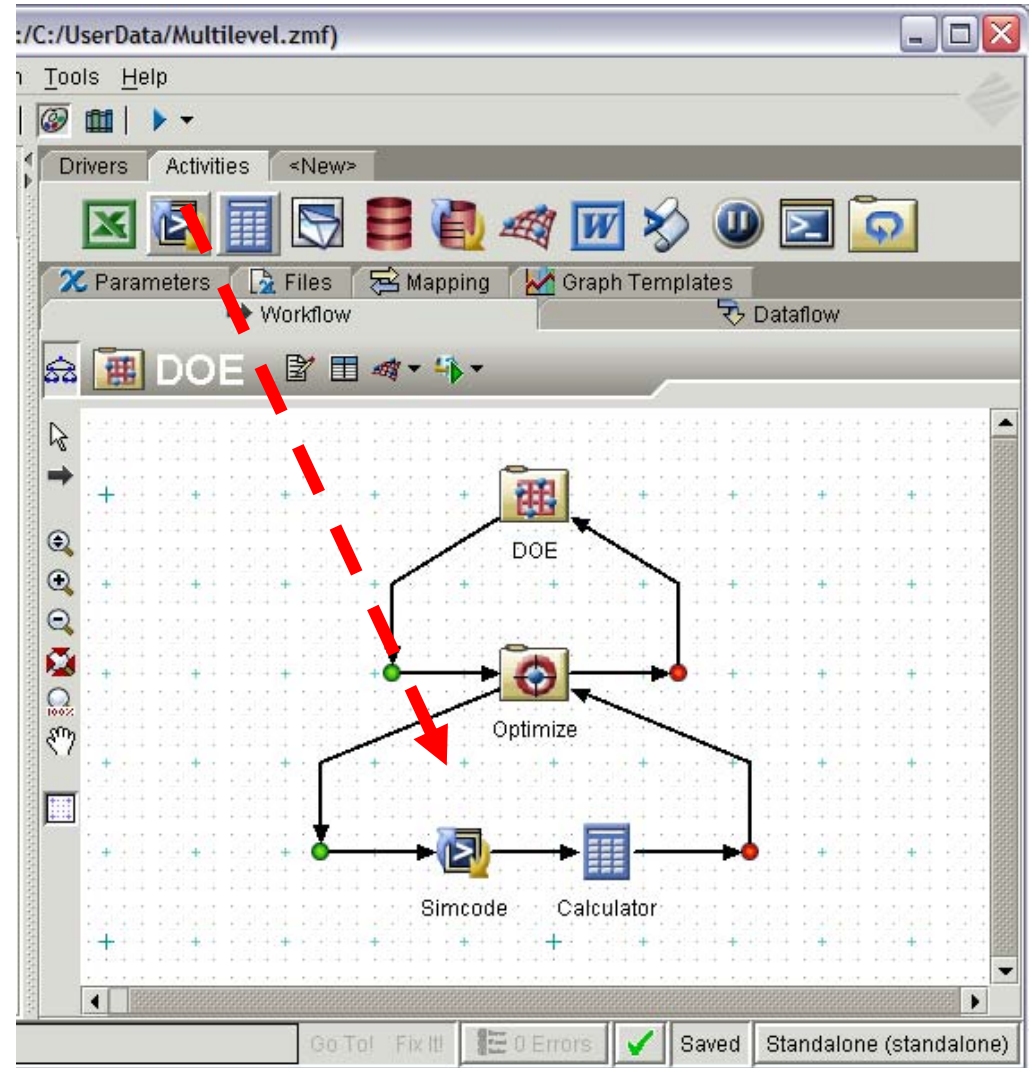 :/C:/UserData/Multilevel.zmf)
Tools Help
Drivers Activities <New>
Parameters Files Mapping Graph Templates
Workflow Dataflow
DOE
DOE
100%
Optimize
Simcode Calculator
Go To! Fix It! 0 Errors Saved Standalone (standalone)